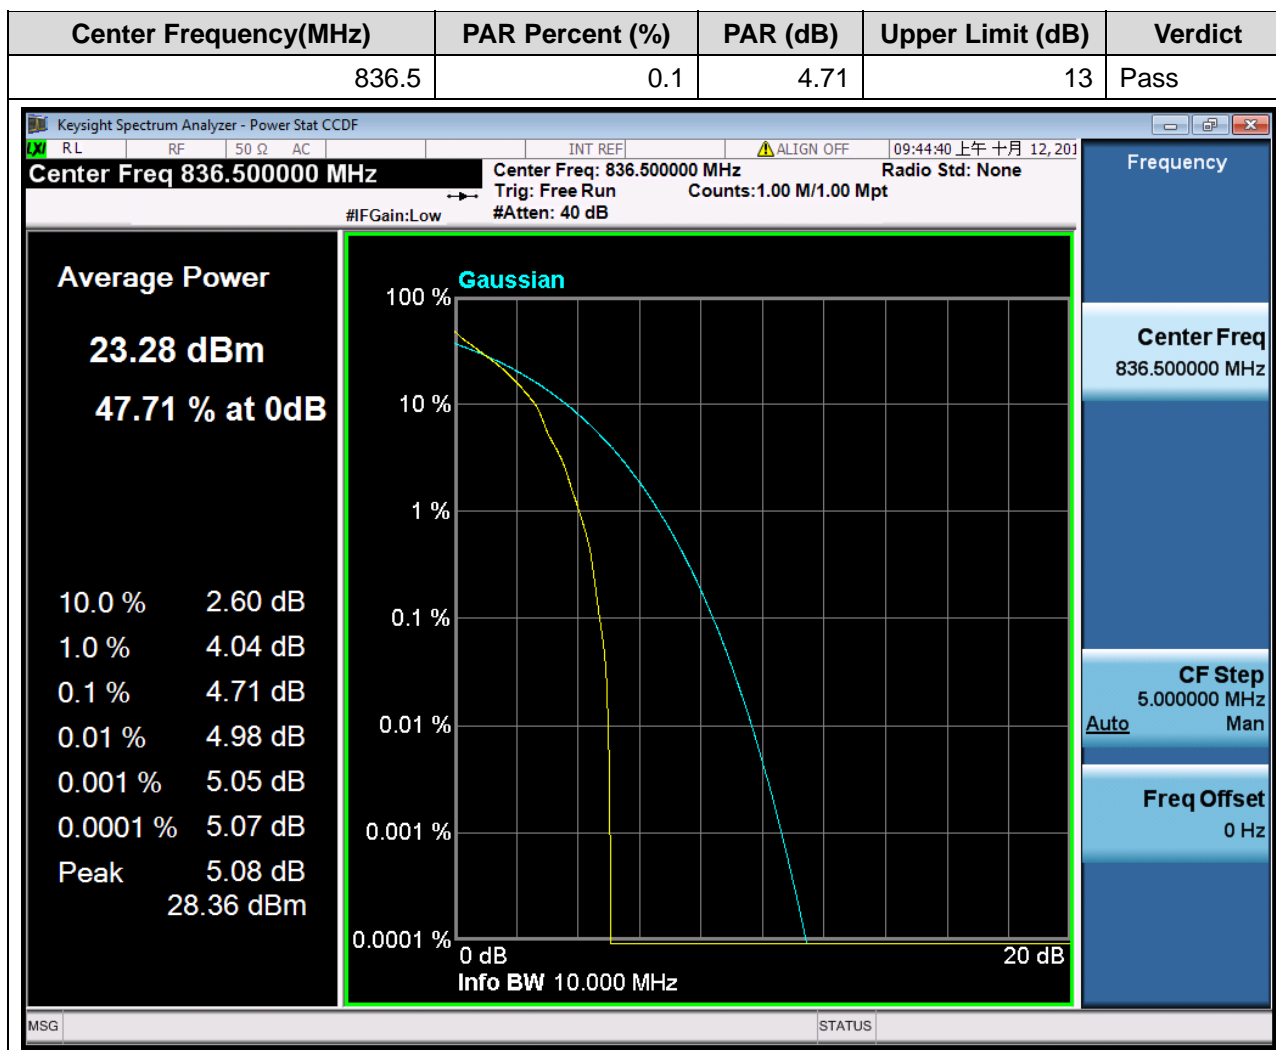 Center Frequency(MHz) PAR Percent (%) PAR (dB) Upper Limit (dB) Verdict
836.5 0.1 4.71 13 Pass
Keysight Spectrum Analyzer - Power Stat CCDF
LXI RL RF 50 Ω AC INT REF ALIGN OFF 09:44:40 上午 十月 12, 201
Center Freq 836.500000 MHz
#IFGain:Low
Center Freq: 836.500000 MHz Radio Std: None
Trig: Free Run Counts:1.00 M/1.00 Mpt
#Atten: 40 dB
Average Power
23.28 dBm
47.71 % at 0dB
10.0 % 2.60 dB
1.0 % 4.04 dB
0.1 % 4.71 dB
0.01 % 4.98 dB
0.001 % 5.05 dB
0.0001 % 5.07 dB
Peak 5.08 dB
28.36 dBm
Gaussian
100 %
10 %
1 %
0.1 %
0.01 %
0.001 %
0.0001 %
0 dB 20 dB
Info BW 10.000 MHz
Frequency
Center Freq
836.500000 MHz
CF Step
5.000000 MHz
Auto Man
Freq Offset
0 Hz
MSG STATUS